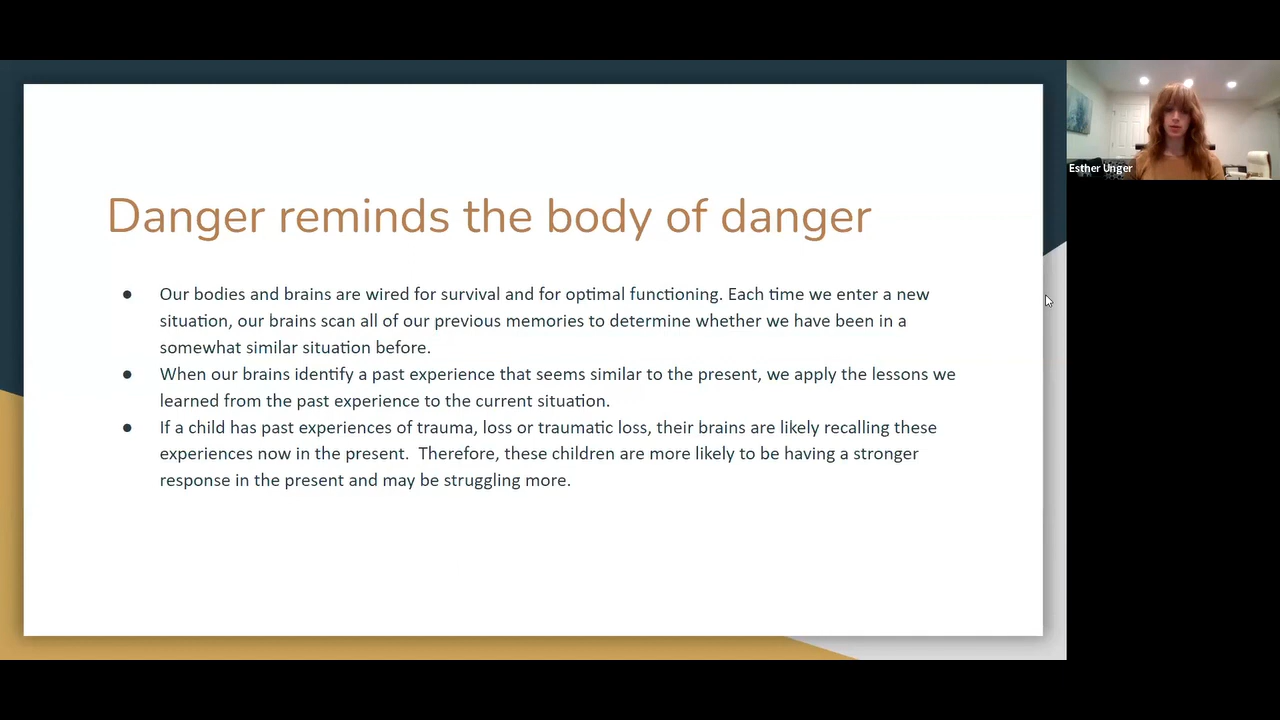 Danger reminds the body of danger
● Our bodies and brains are wired for survival and for optimal functioning. Each time we enter a new
situation, our brains scan all of our previous memories to determine whether we have been in a
somewhat similar situation before.
● When our brains identify a past experience that seems similar to the present, we apply the lessons we
learned from the past experience to the current situation.
● If a child has past experiences of trauma, loss or traumatic loss, their brains are likely recalling these
experiences now in the present.  Therefore, these children are more likely to be having a stronger
response in the present and may be struggling more.
Esther Unger